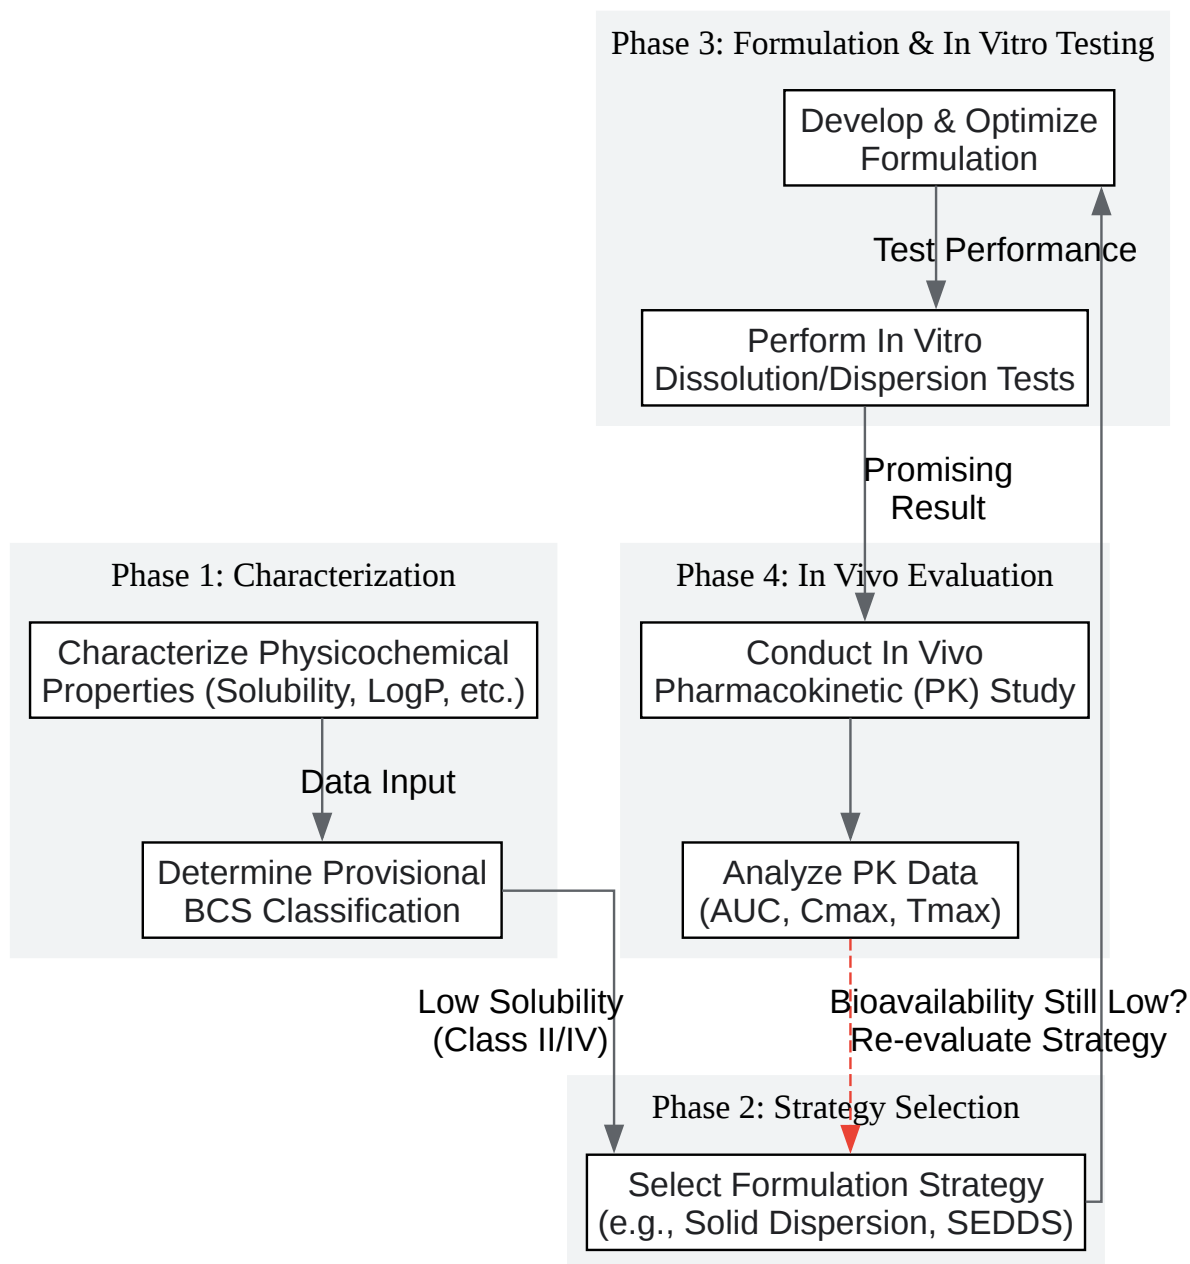 Phase 3: Formulation & In Vitro Testing
Develop & Optimize
Formulation
Test Performance
Perform In Vitro
Dissolution/Dispersion Tests
Promising
Result
Phase 1: Characterization
Characterize Physicochemical
Properties (Solubility, LogP, etc.)
Data Input
Determine Provisional
BCS Classification
Low Solubility
(Class II/IV)
Phase 4: In Vivo Evaluation
Conduct In Vivo
Pharmacokinetic (PK) Study
Analyze PK Data
(AUC, Cmax, Tmax)
Bioavailability Still Low?
Re-evaluate Strategy
Phase 2: Strategy Selection
Select Formulation Strategy
(e.g., Solid Dispersion, SEDDS)